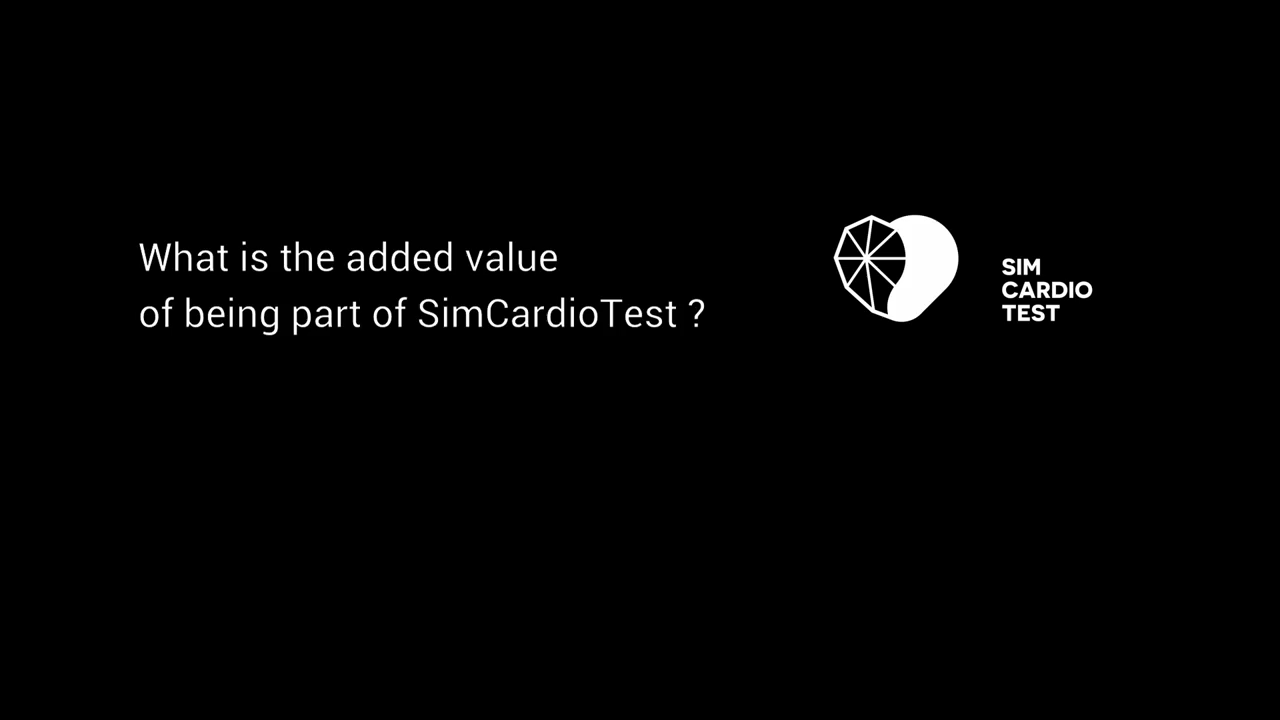 What is the added value
of being part of SimCardioTest ?
SIM
CARDIO
TEST